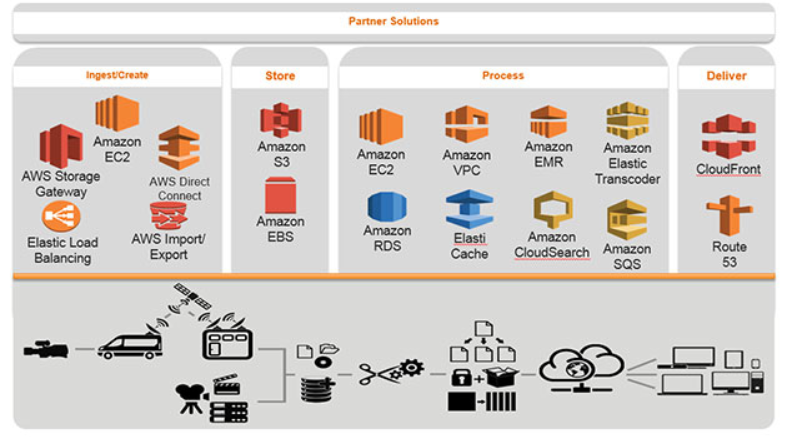 Partner Solutions
Ingest/Create
Amazon
EC2
AWS Storage
Gateway
AWS Direct
Connect
Elastic Load
Balancing
AWS Import/
Export
Store
Amazon
S3
Amazon
EBS
Process
Amazon
EC2
Amazon
VPC
Amazon
EMR
Amazon
Elastic
Transcoder
Amazon
RDS
Elasti
Cache
Amazon
CloudSearch
Amazon
SQS
Deliver
CloudFront
Route
53